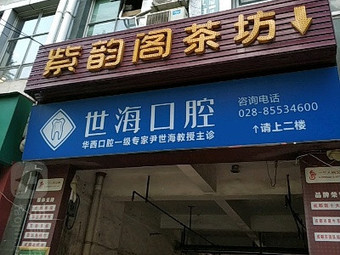 紫韵阁茶坊
世海口腔
华西口腔一级专家尹世海教授主诊
咨询电话
028-85534600
请上二楼